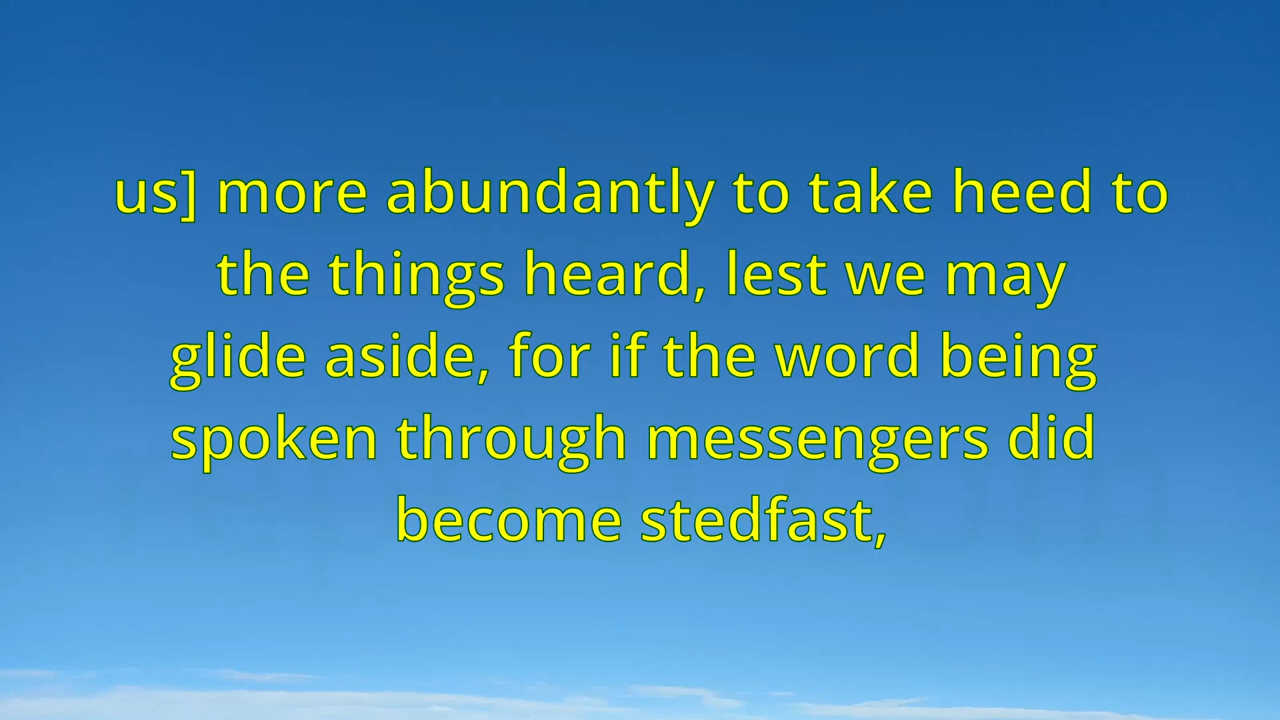 us] more abundantly to take heed to
the things heard, lest we may
glide aside, for if the word being
spoken through messengers did
become stedfast,